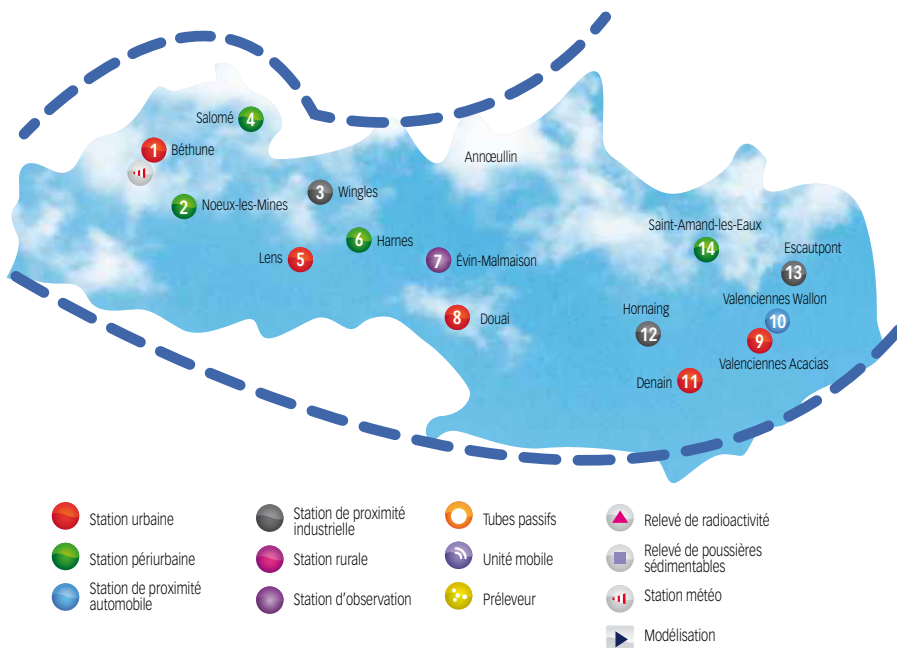 Salomé 4
1 Béthune
Annœullin
2 Noeux-les-Mines
3 Wingles
6 Harnes
Lens 5
7 Évin-Malmaison
8 Douai
Saint-Amand-les-Eaux
14
Escautpont
13
Valenciennes Wallon
10
Hornaing
12
9
Valenciennes Acacias
Denain 11
Station urbaine
Station périurbaine
Station de proximité
automobile
Station de proximité
industrielle
Station rurale
Station d'observation
Tubes passifs
Unité mobile
Préleveur
Relevé de radioactivité
Relevé de poussières
sédimentables
Station météo
Modélisation